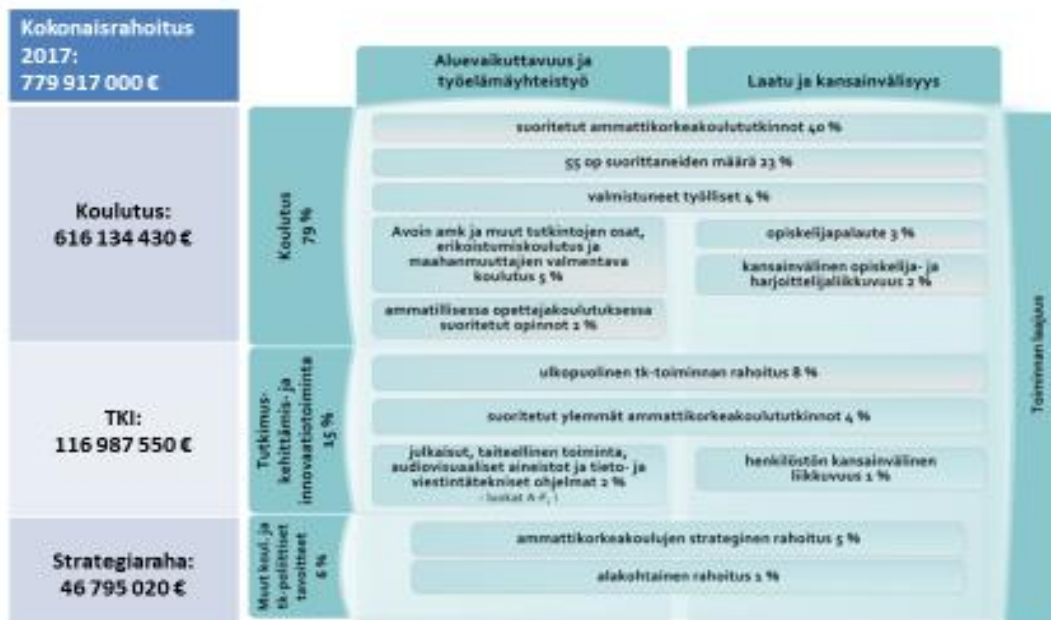 Kokonaisrahoitus
2017:
779 917 000 €
Aluevaikuttavuus ja
työelämäyhteistyö
Laatu ja kansainvälisyys
Koulutus:
616 134 430 €
Koulutus
79 %
suoritetut ammattikorkeakoulututkinnot 40 %
55 op suorittaneiden määrä 23 %
valmistuneet työlliset 4 %
Avoin amk ja muut tutkintojen osat,
erikoistumiskoulutus ja
maahanmuuttajien valmentava
koulutus 5 %
opiskelijapalaute 3 %
kansainvälinen opiskelija- ja
harjoittelijaliikkuvuus 2 %
ammatillisessa opettajakoulutuksessa
suoritetut opinnot 2 %
TKI:
116 987 550 €
Tutkimus-
kehittämis- ja
innovaatiotoiminta
15 %
ulkopuolinen tk-toiminnan rahoitus 8 %
suoritetut ylemmät ammattikorkeakoulututkinnot 4 %
julkaisut, taiteellinen toiminta,
audiovisuaaliset aineistot ja tieto- ja
viestintätekniset ohjelmat 2 %
- luokat A-F,
henkilöstön kansainvälinen
liikkuvuus 1 %
Strategiaraha:
46 795 020 €
Muut koul. ja
tk-poliittiset
tavoitteet
6 %
ammattikorkeakoulujen strateginen rahoitus 5 %
alakohtainen rahoitus 1 %
Toiminnan laajuus